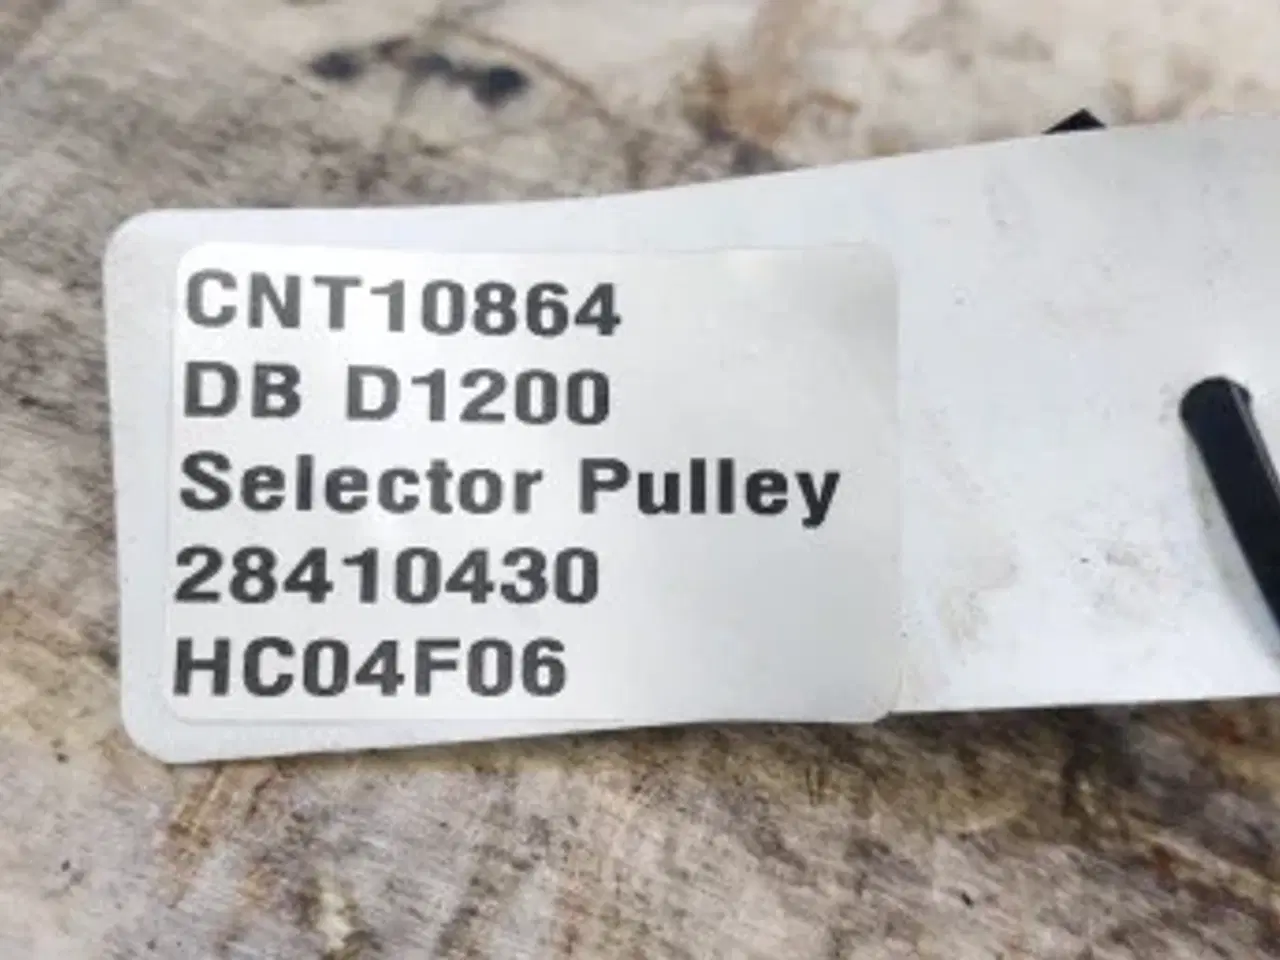 CNT10864
DB D1200
Selector Pulley
28410430
HC04F06